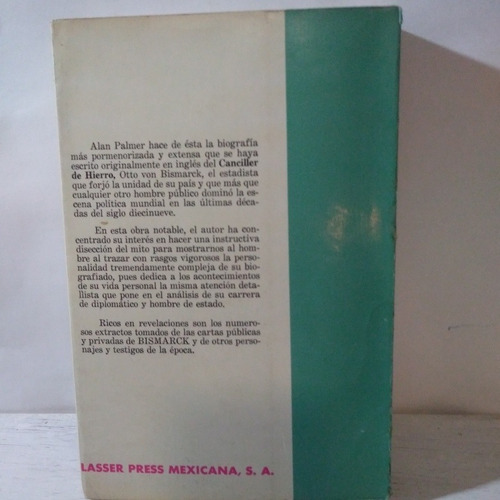 Alan Palmer hace de ésta la biografía
más pormenorizada y extensa que se haya
escrito originalmente en inglés del Canciller
de Hierro, Otto von Bismarck, el estadista
que forjó la unidad de su país y que más que
cualquier otro hombre público dominó la es-
cena política mundial en las últimas déca-
das del siglo diecinueve.
En esta obra notable, el autor ha con-
centrado su interés en hacer una instructiva
disección del mito para mostrarnos al hom-
bre al trazar con rasgos vigorosos la perso-
nalidad tremendamente compleja de su bio-
grafiado, pues dedica a los acontecimientos
de su vida personal la misma atención deta-
llista que pone en el análisis de su carrera
de diplomático y hombre de estado.
Ricos en revelaciones son los numero-
sos extractos tomados de las cartas públicas
y privadas de BISMARCK y de otros perso-
najes y testigos de la época.
LASSER PRESS MEXICANA, S. A.